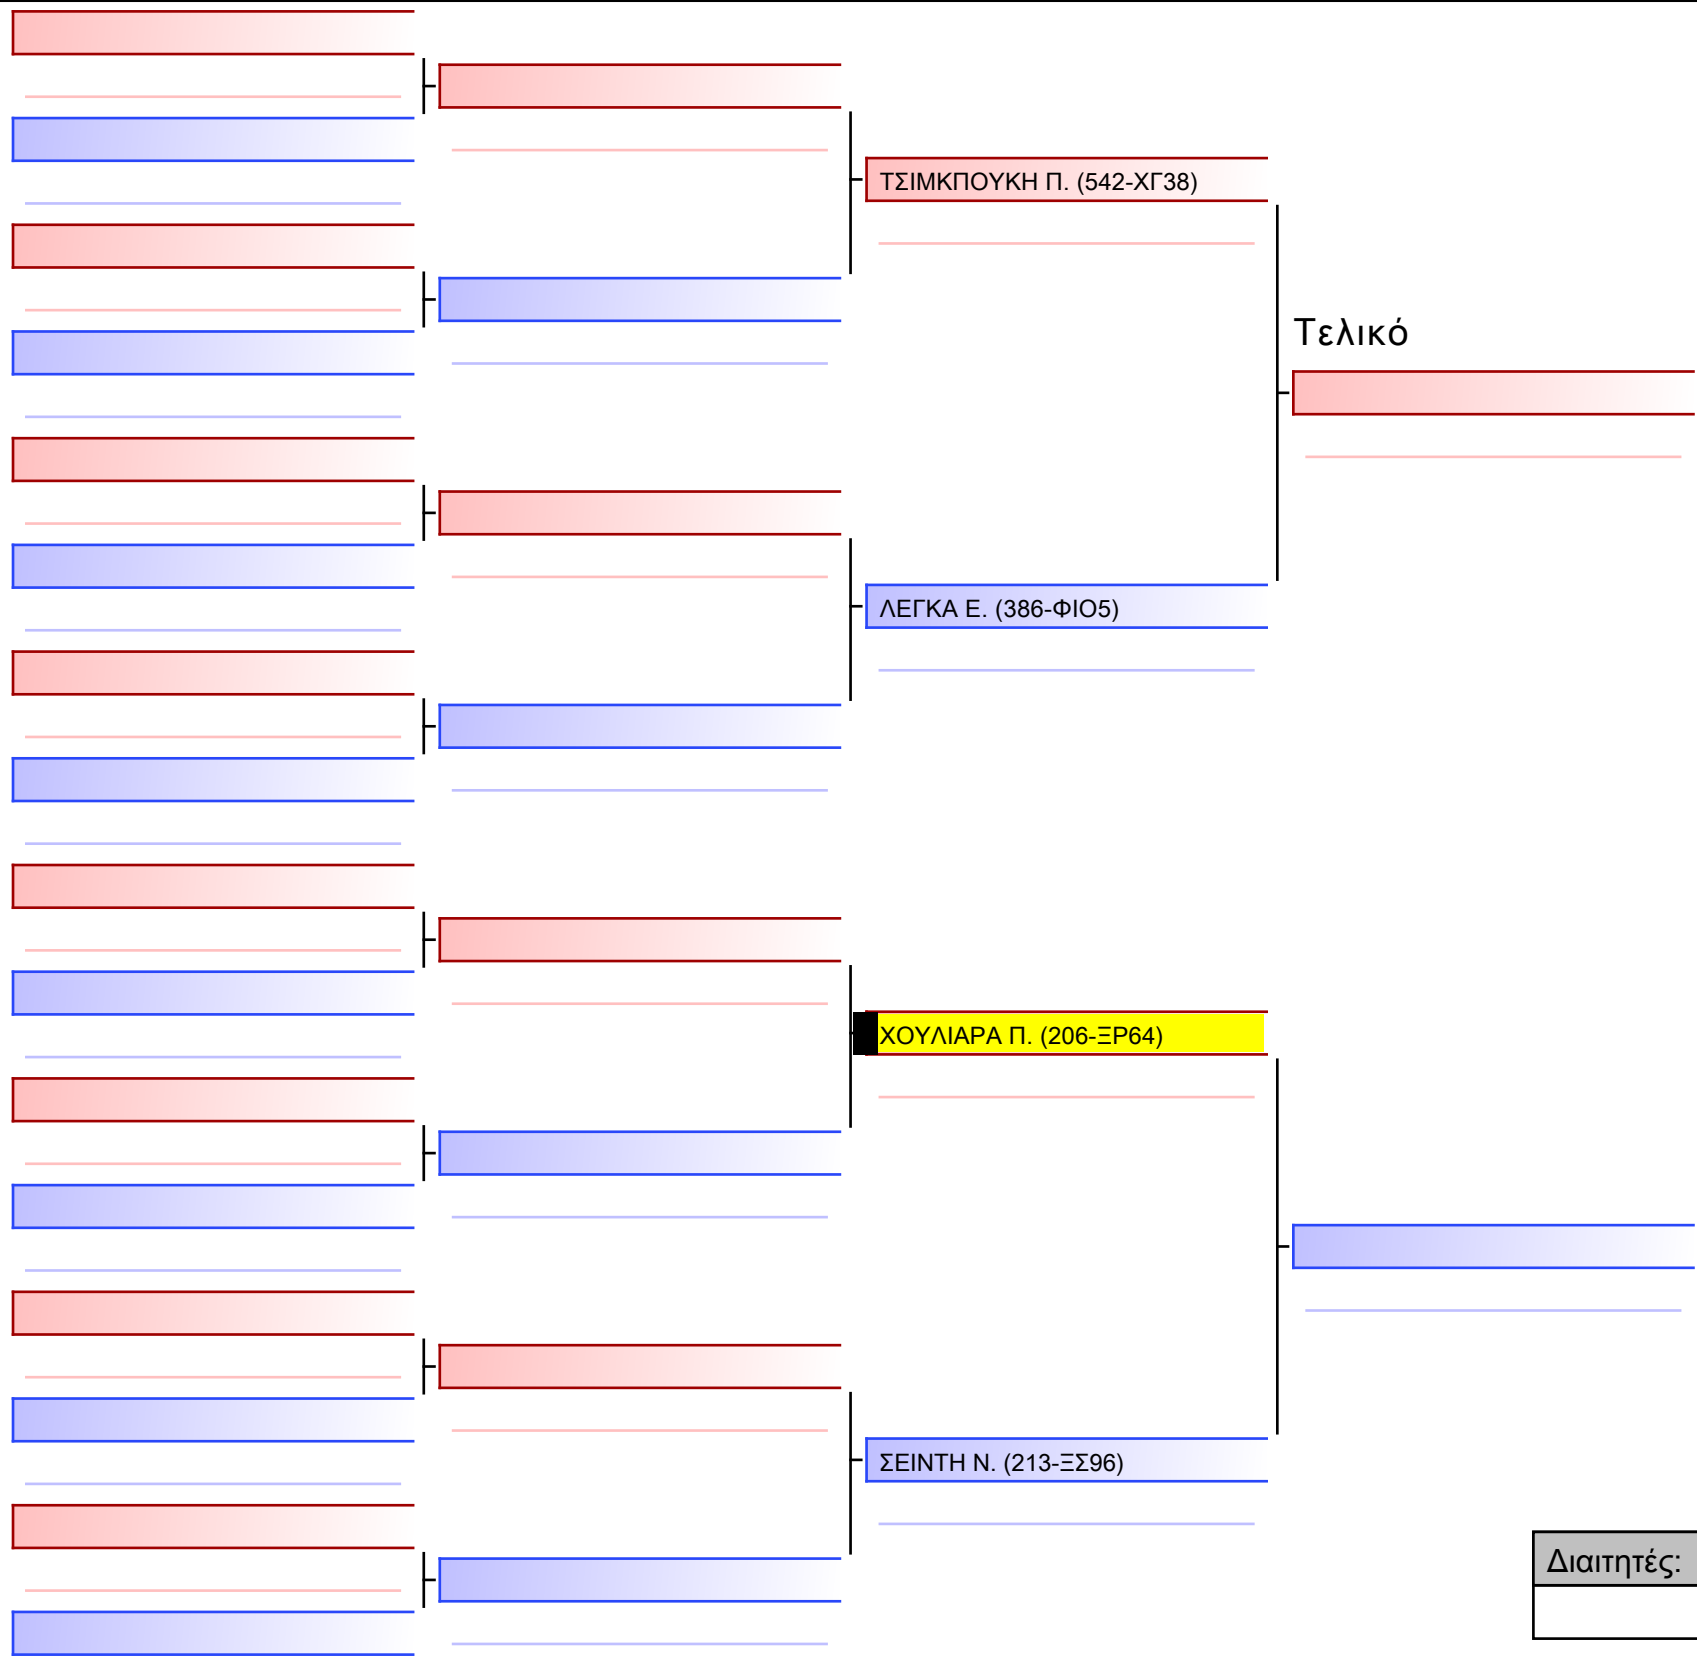 ΤΣΙΜΚΠΟΥΚΗ Π. (542-ΧΓ38)
Τελικό
ΛΕΓΚΑ Ε. (386-ΦΙΟ5)
ΧΟΥΛΙΑΡΑ Π. (206-ΞΡ64)
ΣΕΙΝΤΗ Ν. (213-ΞΣ96)
Διαιτητές: